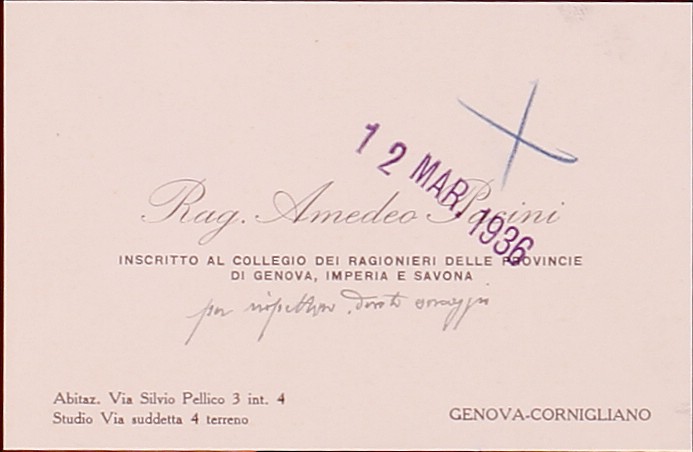 12 MAR. 1936
Rag. Amedeo Pacini
INSCRITTO AL COLLEGIO DEI RAGIONIERI DELLE PROVINCIE
DI GENOVA, IMPERIA E SAVONA
per rispettoso, devoto omaggio
Abitaz. Via Silvio Pellico 3 int. 4
Studio Via suddetta 4 terreno
GENOVA-CORNIGLIANO